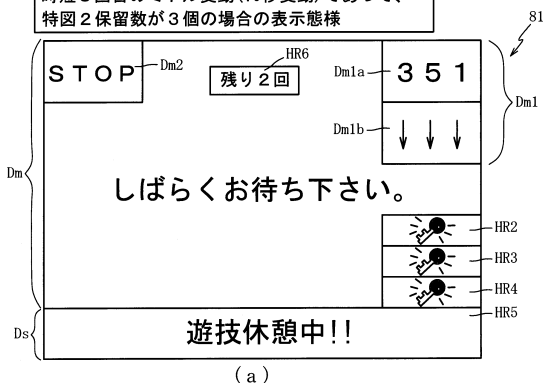 特図２保留数が３個の場合の表示態様
81
STOP
Dm2
HR6
残り２回
Dm1a
３５１
Dm1
Dm1b
Dm
しばらくお待ち下さい。
HR2
HR3
HR4
HR5
Ds
遊技休憩中!!
(a)